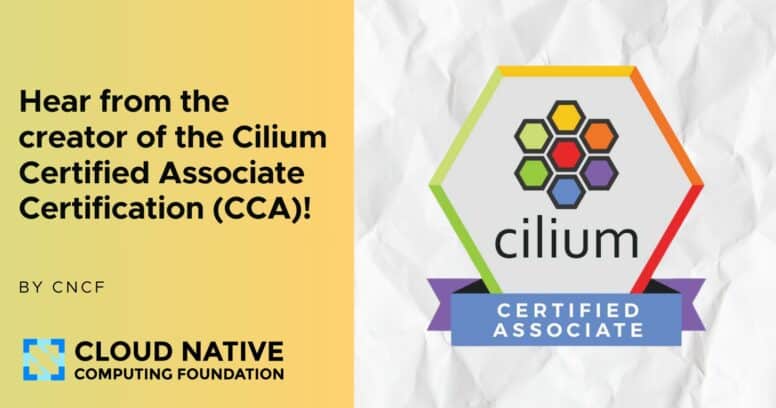 Hear from the
creator of the Cilium
Certified Associate
Certification (CCA)!
BY CNCF
CLOUD NATIVE
COMPUTING FOUNDATION
cilium
CERTIFIED
ASSOCIATE